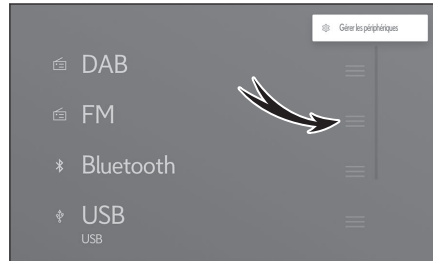 Gérer les périphériques
DAB
FM
Bluetooth
USB
USB